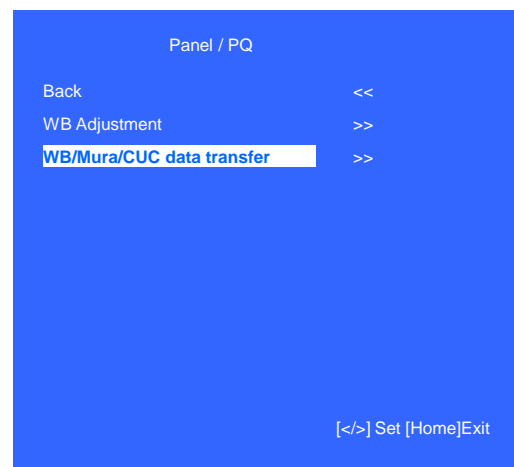 Panel / PQ
Back <<
WB Adjustment >>
WB/Mura/CUC data transfer >>
[</>] Set [Home]Exit